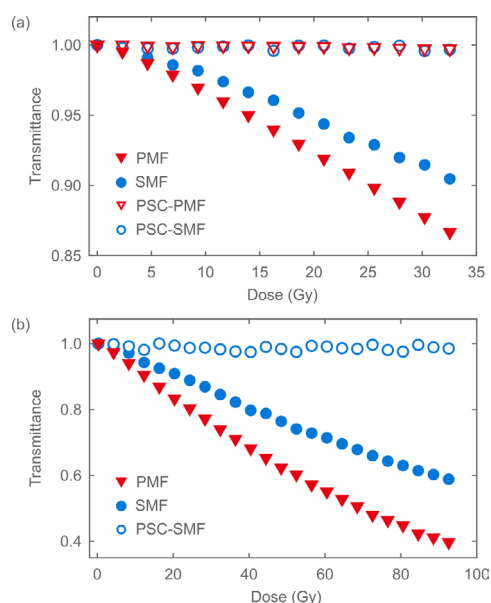 (a)
1.00
0.95
0.90
0.85
Transmittance
PMF
SMF
PSC-PMF
PSC-SMF
0 5 10 15 20 25 30 35
Dose (Gy)
(b)
1.0
0.8
0.6
0.4
Transmittance
PMF
SMF
PSC-SMF
0 20 40 60 80 100
Dose (Gy)